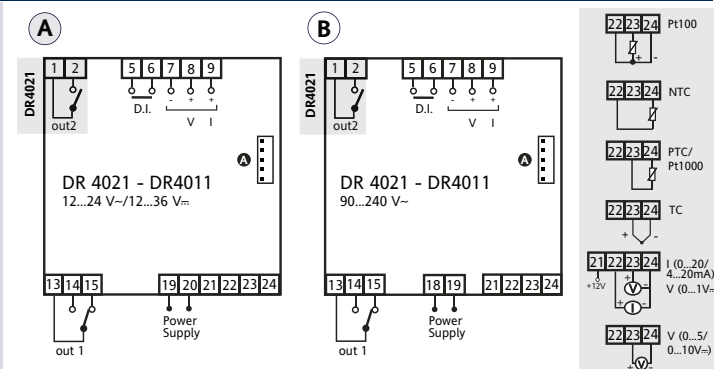 A
DR4021
1 2
out2
5 6 7 8 9
D.I.
- + +
V I
A
DR 4021 - DR4011
12...24 V~/12...36 V⎓
13 14 15
19 20 21 22 23 24
Power
Supply
out 1
B
DR4021
1 2
out2
5 6 7 8 9
D.I.
- + +
V I
A
DR 4021 - DR4011
90...240 V~
13 14 15
18 19
21 22 23 24
Power
Supply
out 1
22 23 24
Pt100
+ -
22 23 24
NTC
22 23 24
PTC/
Pt1000
22 23 24
TC
+ -
21 22 23 24
I (0...20/
4...20mA)
V (0...1V⎓
+12V
+ V -
+ I -
22 23 24
V (0...5/
0...10V⎓)
+ V -